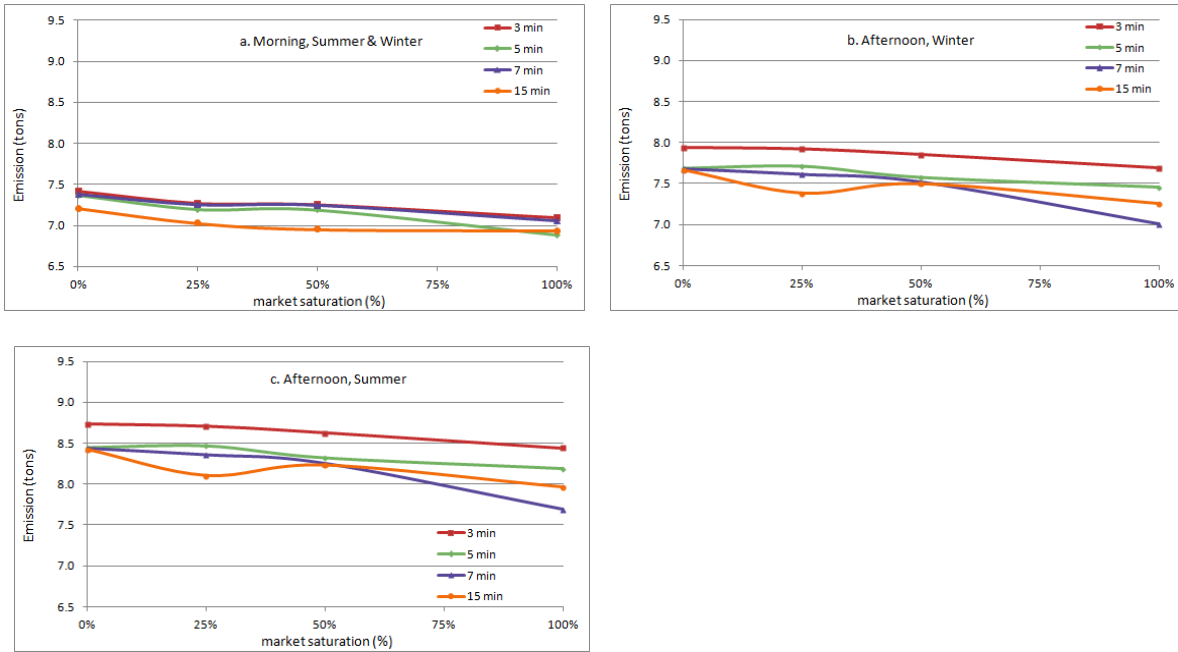 a. Morning, Summer & Winter
3 min
5 min
7 min
15 min
9.5
9.0
8.5
8.0
7.5
7.0
6.5
Emission (tons)
0% 25% 50% 75% 100%
market saturation (%)
b. Afternoon, Winter
3 min
5 min
7 min
15 min
9.5
9.0
8.5
8.0
7.5
7.0
6.5
Emission (tons)
0% 25% 50% 75% 100%
market saturation (%)
c. Afternoon, Summer
9.5
9.0
8.5
8.0
7.5
7.0
6.5
Emission (tons)
3 min
5 min
7 min
15 min
0% 25% 50% 75% 100%
market saturation (%)